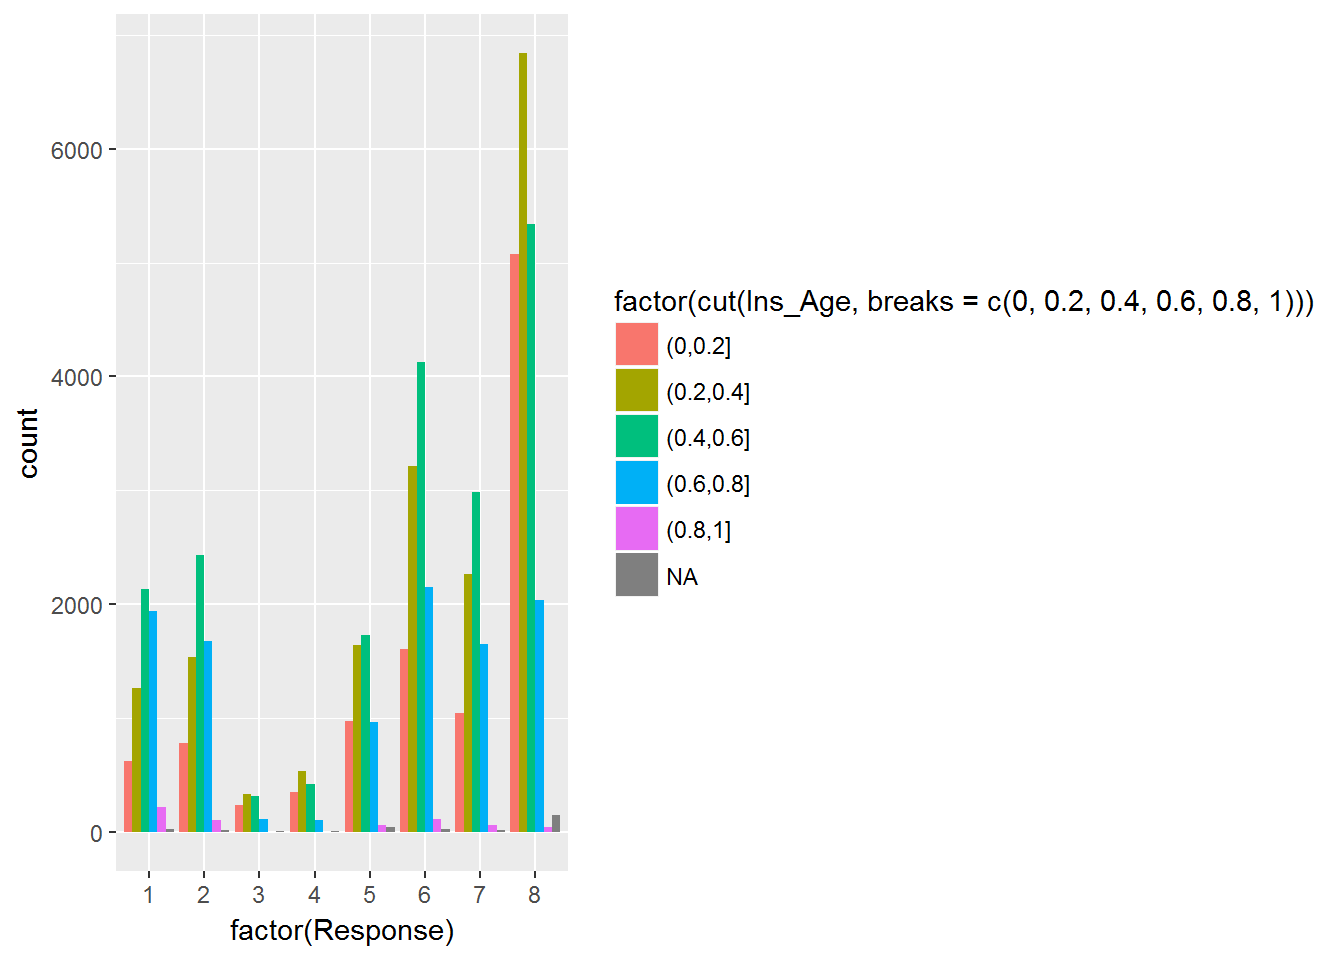 6000
4000
2000
0
count
1 2 3 4 5 6 7 8
factor(Response)
factor(cut(Ins_Age, breaks = c(0, 0.2, 0.4, 0.6, 0.8, 1)))
(0,0.2]
(0.2,0.4]
(0.4,0.6]
(0.6,0.8]
(0.8,1]
NA